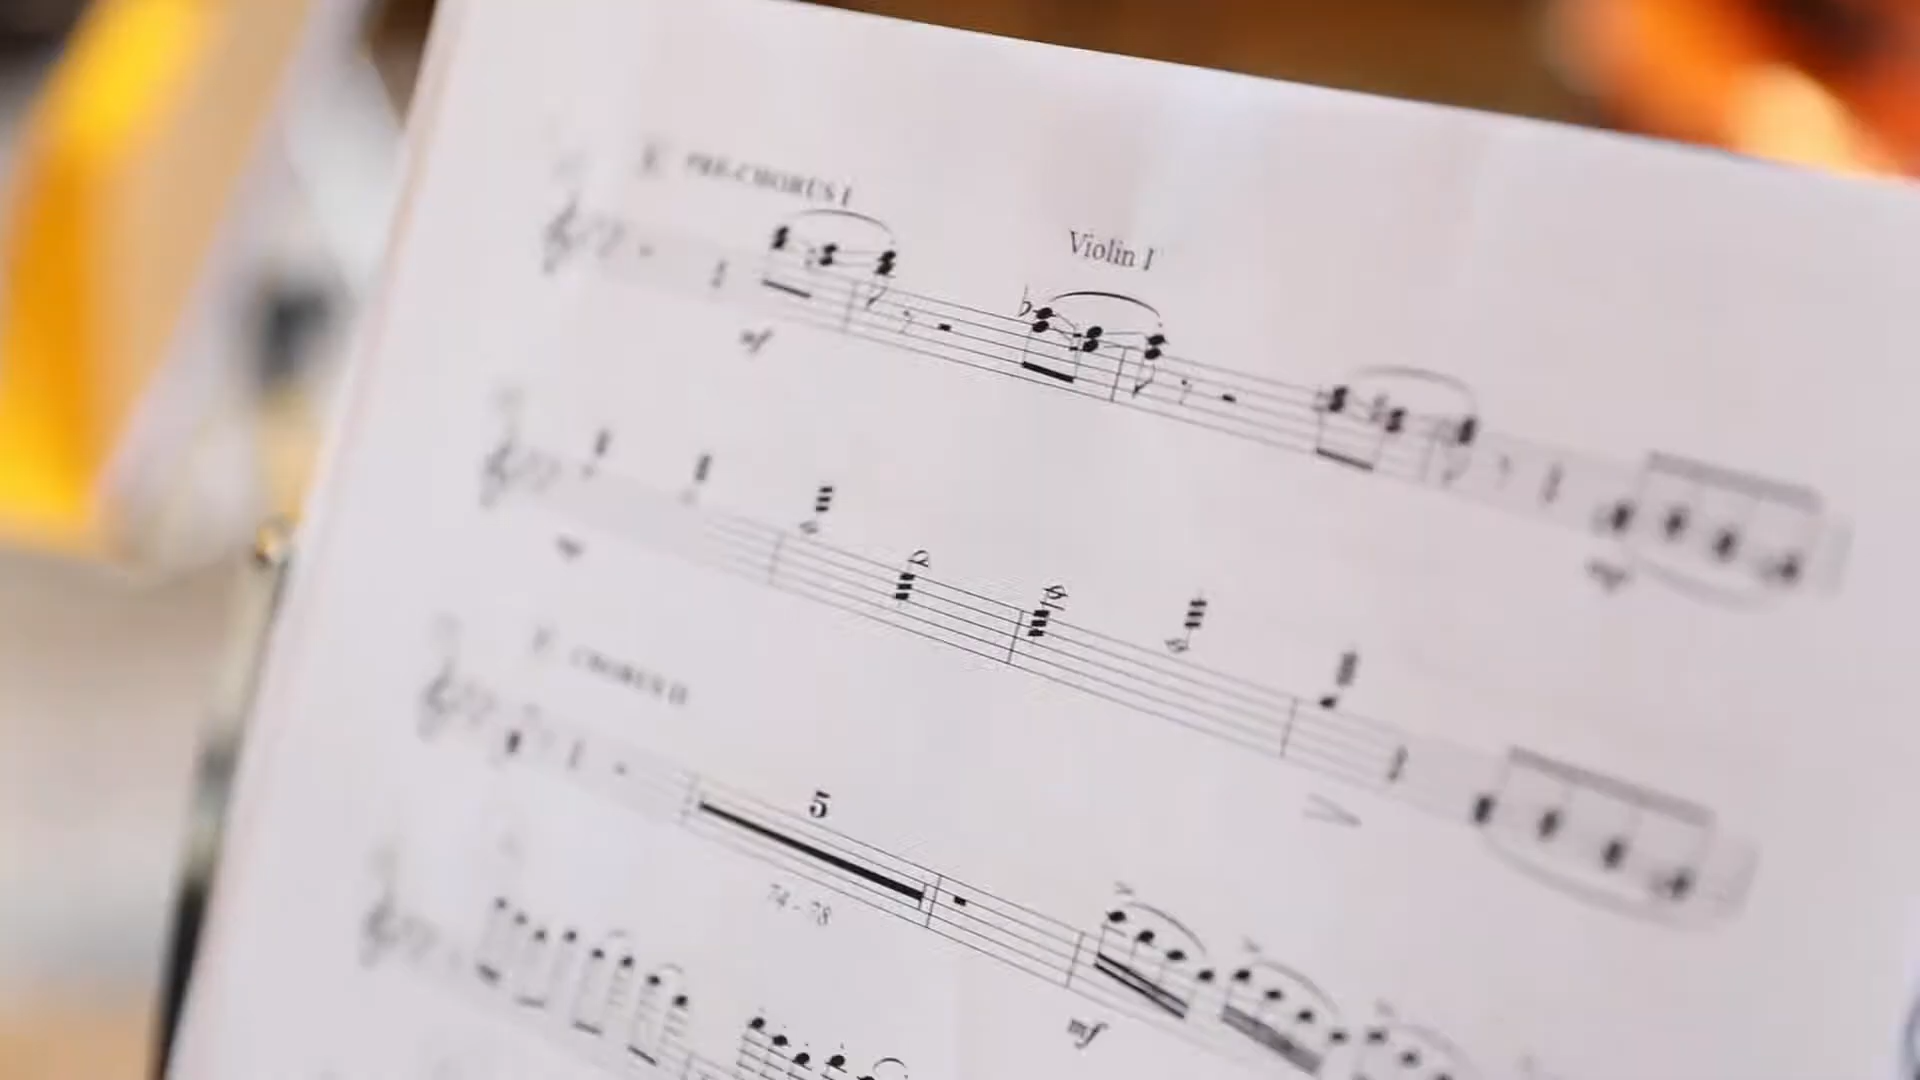 PRE-CHORUS I
Violin I
mf
mf
CHORUS II
5
74 - 78
mf